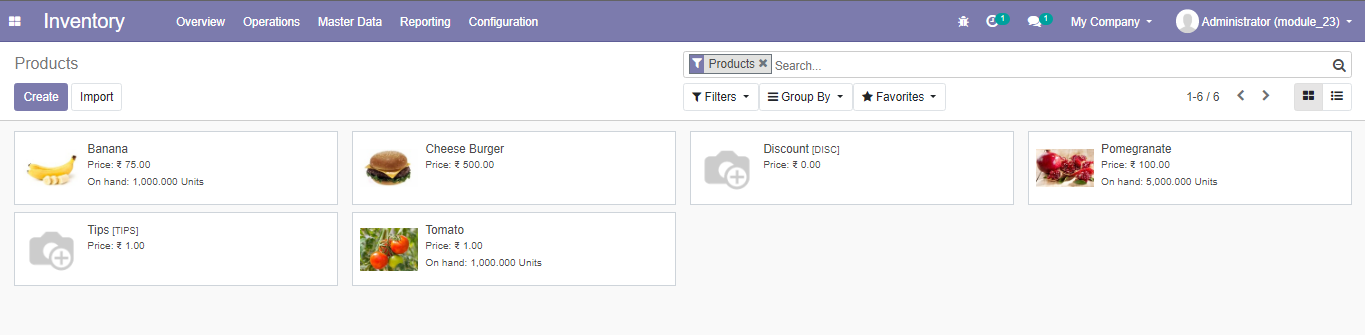 Inventory Overview Operations Master Data Reporting Configuration 1 1 My Company Administrator (module_23)
Products
Products Search...
Create Import
Filters Group By Favorites 1-6 / 6
Banana
Price: ₹ 75.00
On hand: 1,000.000 Units
Cheese Burger
Price: ₹ 500.00
Discount [DISC]
Price: ₹ 0.00
Pomegranate
Price: ₹ 100.00
On hand: 5,000.000 Units
Tips [TIPS]
Price: ₹ 1.00
Tomato
Price: ₹ 1.00
On hand: 1,000.000 Units